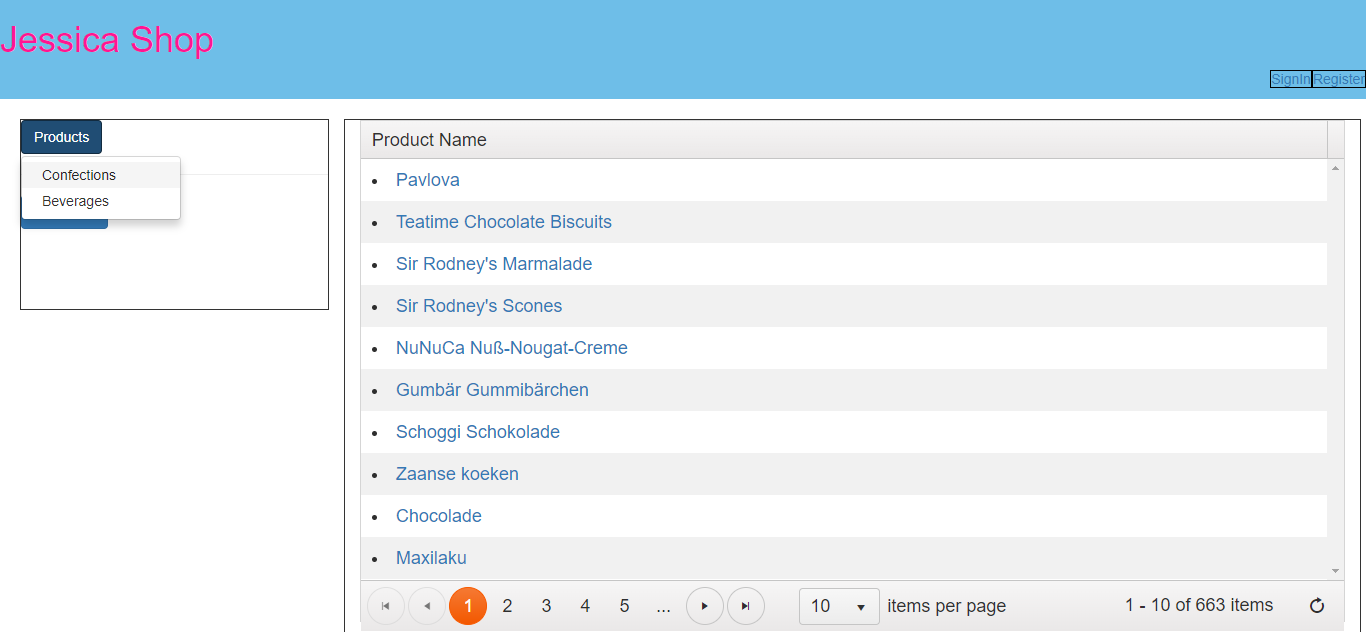 Jessica Shop
SignIn Register
Products
Confections
Beverages
Product Name
Pavlova
Teatime Chocolate Biscuits
Sir Rodney's Marmalade
Sir Rodney's Scones
NuNuCa Nuß-Nougat-Creme
Gumbär Gummibärchen
Schoggi Schokolade
Zaanse koeken
Chocolade
Maxilaku
1 2 3 4 5 ... 10 items per page 1 - 10 of 663 items